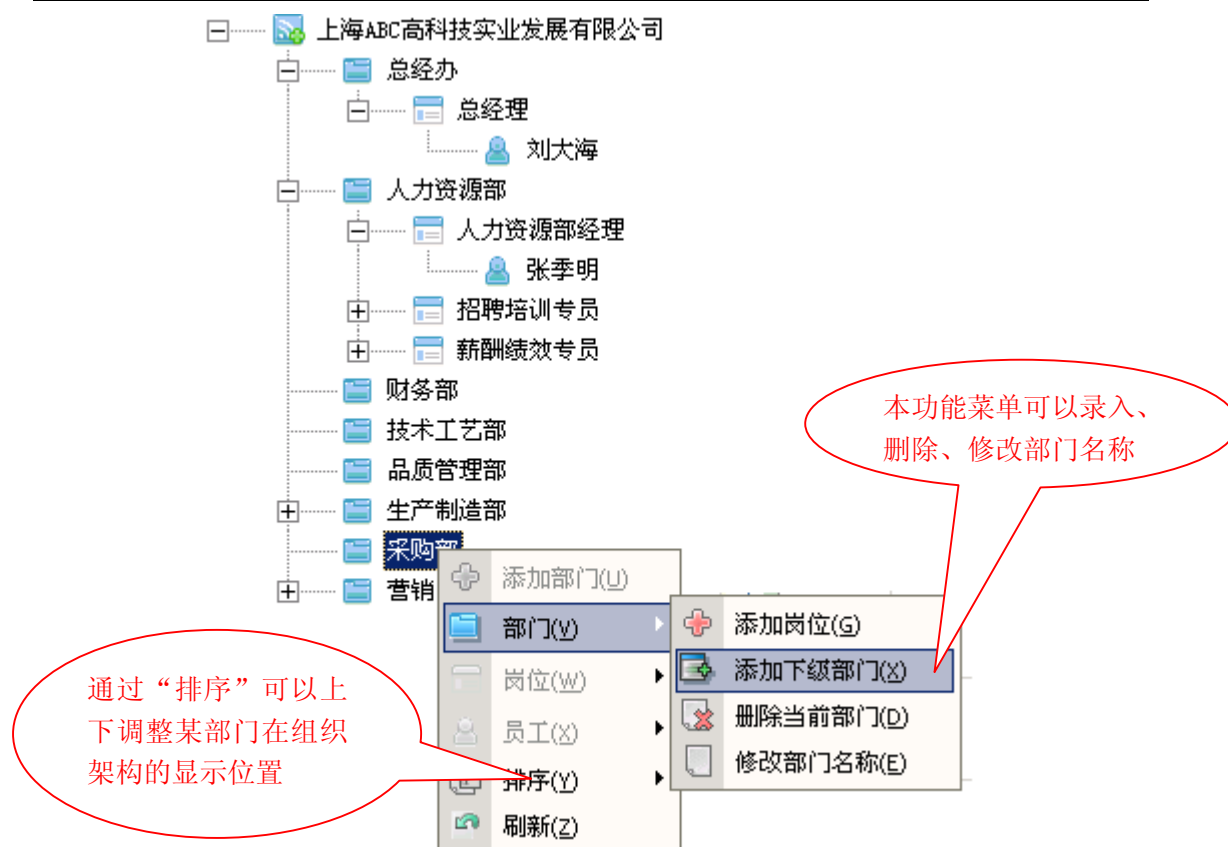 上海ABC高科技实业发展有限公司
总经办
总经理
刘大海
人力资源部
人力资源部经理
张季明
招聘培训专员
薪酬绩效专员
财务部
技术工艺部
品质管理部
生产制造部
采购部
营销
本功能菜单可以录入、
删除、修改部门名称
添加部门(U)
部门(V)
岗位(W)
员工(X)
排序(Y)
刷新(Z)
添加岗位(G)
添加下级部门(X)
删除当前部门(D)
修改部门名称(E)
通过“排序”可以上
下调整某部门在组织
架构的显示位置